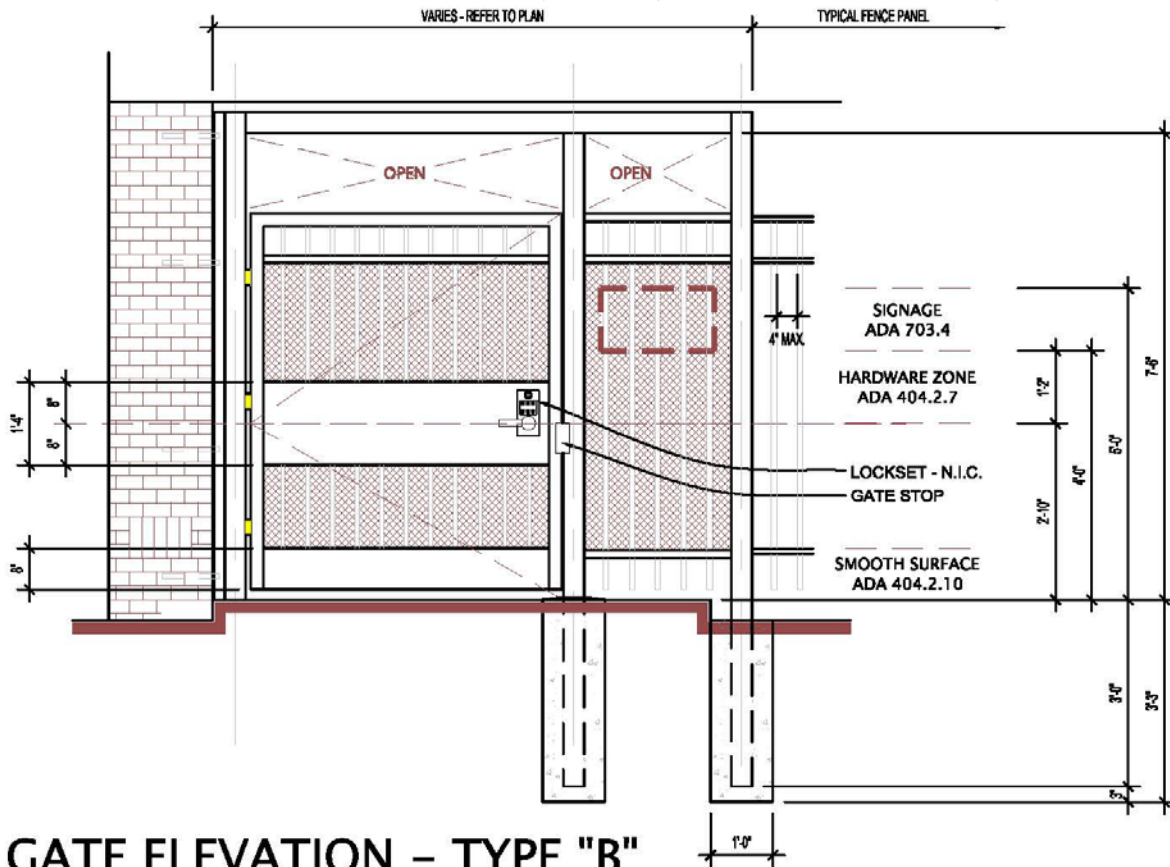 VARIES - REFER TO PLAN
TYPICAL FENCE PANEL
OPEN
OPEN
SIGNAGE
ADA 703.4
4" MAX.
HARDWARE ZONE
ADA 404.2.7
1'-4"
8"
8"
8"
LOCKSET - N.I.C.
GATE STOP
SMOOTH SURFACE
ADA 404.2.10
1'-2"
2'-10"
4'-0"
5'-0"
7'-6"
3'-0"
3'-3"
3"
1'-0"
GATE ELEVATION - TYPE "B"